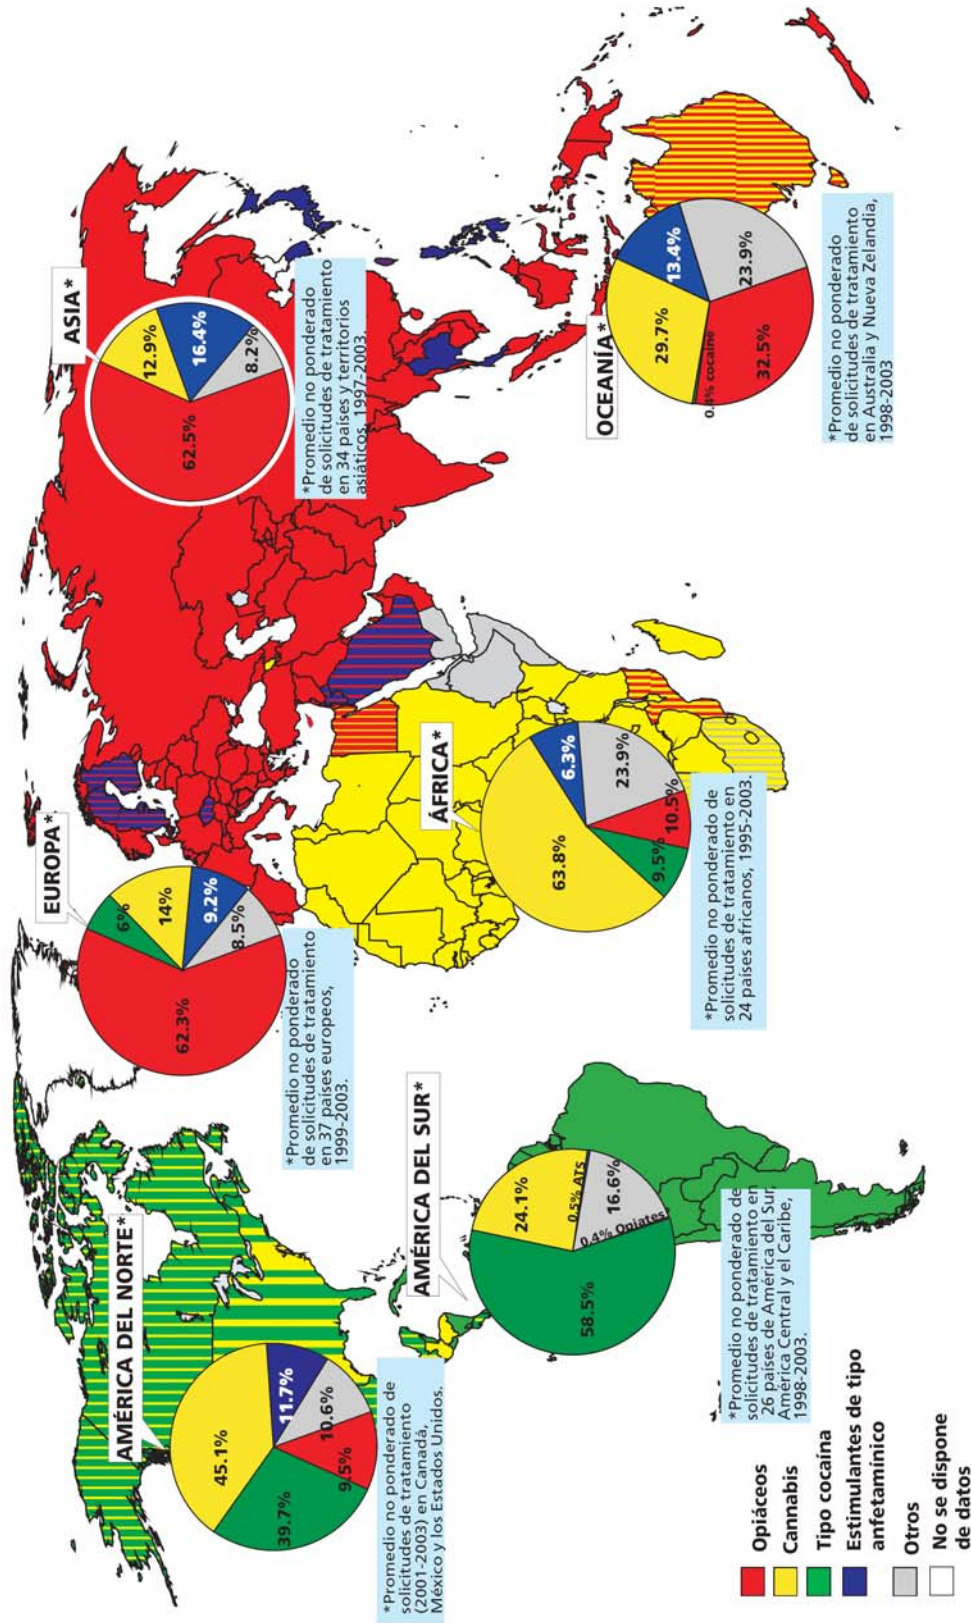 AMÉRICA DEL NORTE*
45.1%
11.7%
10.6%
9.5%
39.7%
*Promedio no ponderado de
solicitudes de tratamiento
(2001-2003) en Canadá,
México y los Estados Unidos.
EUROPA*
6%
14%
9.2%
8.5%
62.3%
*Promedio no ponderado
de solicitudes de tratamiento
en 37 países europeos,
1999-2003.
ASIA*
12.9%
16.4%
8.2%
62.5%
*Promedio no ponderado
de solicitudes de tratamiento
en 34 países y territorios
asiáticos, 1997-2003.
AMÉRICA DEL SUR*
24.1%
0.5% ATS
16.6%
0.4% Opiates
58.5%
*Promedio no ponderado de
solicitudes de tratamiento en
26 países de América del Sur,
América Central y el Caribe,
1998-2003.
ÁFRICA*
63.8%
6.3%
23.9%
10.5%
9.5%
*Promedio no ponderado de
solicitudes de tratamiento en
24 países africanos, 1995-2003.
OCEANÍA*
29.7%
13.4%
23.9%
32.5%
0.4% cocaine
*Promedio no ponderado
de solicitudes de tratamiento
en Australia y Nueva Zelandia,
1998-2003
Opiáceos
Cannabis
Tipo cocaína
Estimulantes de tipo
anfetamínico
Otros
No se dispone
de datos